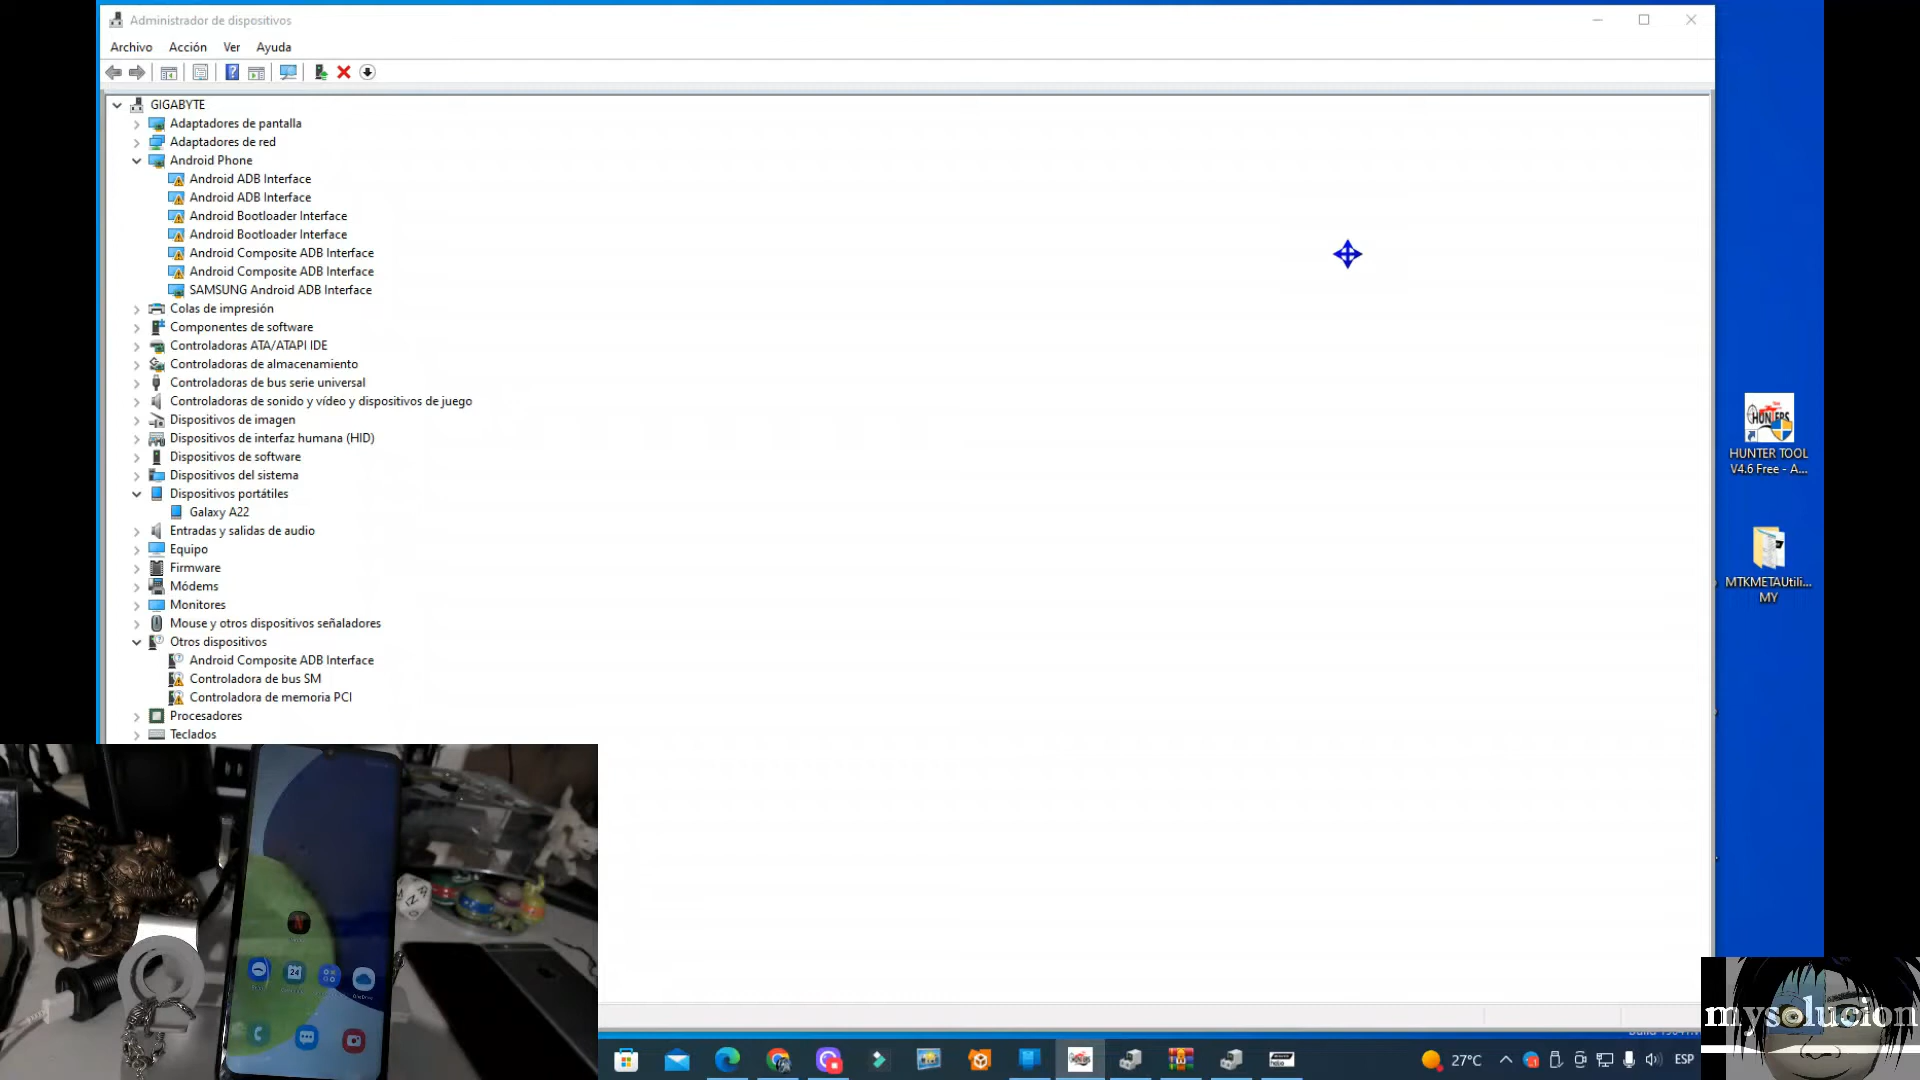 Administrador de dispositivos
Archivo Acción Ver Ayuda
GIGABYTE
Adaptadores de pantalla
Adaptadores de red
Android Phone
Android ADB Interface
Android ADB Interface
Android Bootloader Interface
Android Bootloader Interface
Android Composite ADB Interface
Android Composite ADB Interface
SAMSUNG Android ADB Interface
Colas de impresión
Componentes de software
Controladoras ATA/ATAPI IDE
Controladoras de almacenamiento
Controladoras de bus serie universal
Controladoras de sonido y vídeo y dispositivos de juego
Dispositivos de imagen
Dispositivos de interfaz humana (HID)
Dispositivos de software
Dispositivos del sistema
Dispositivos portátiles
Galaxy A22
Entradas y salidas de audio
Equipo
Firmware
Módems
Monitores
Mouse y otros dispositivos señaladores
Otros dispositivos
Android Composite ADB Interface
Controladora de bus SM
Controladora de memoria PCI
Procesadores
Teclados
HUNTER TOOL
V4.6 Free - A...
MTKMETAUtili...
MY
24
mysolucion
27°C
ESP